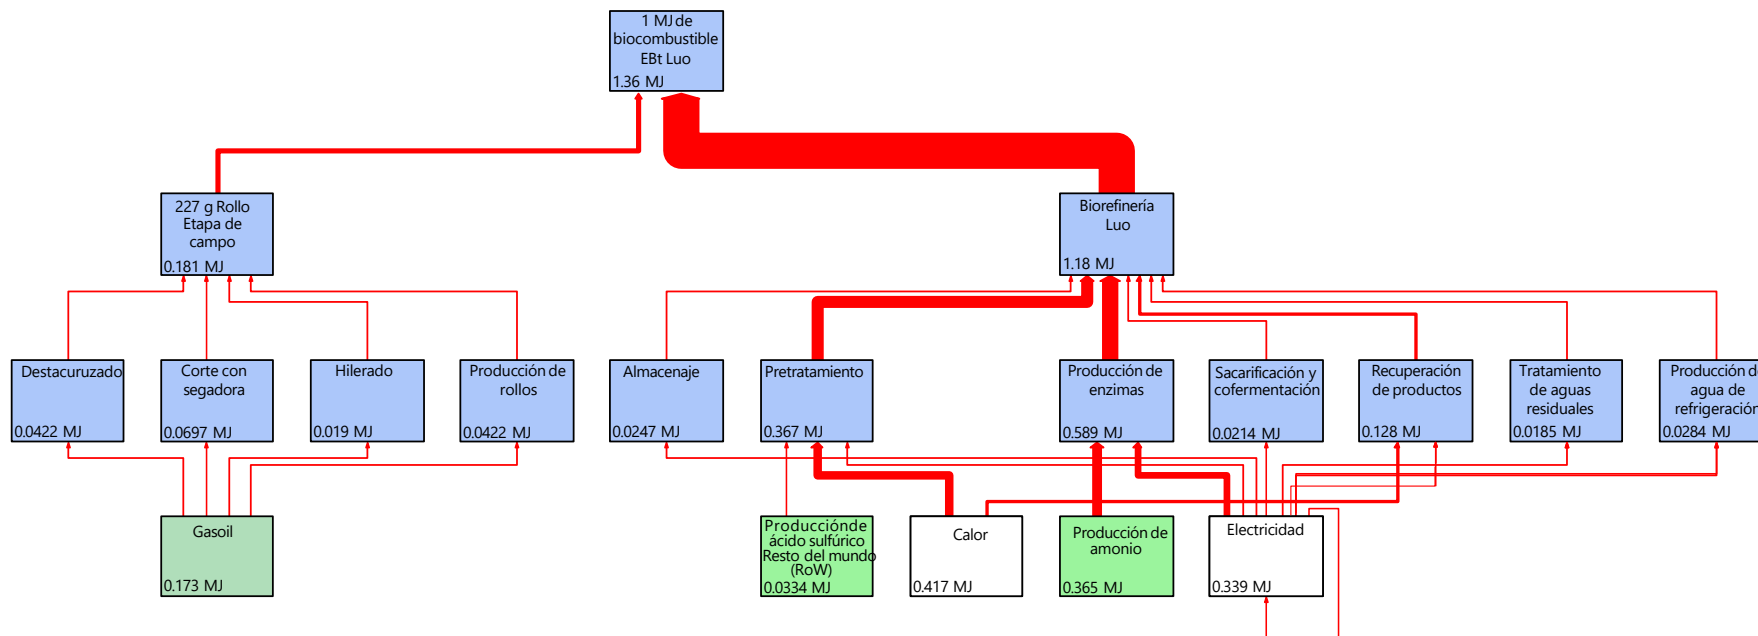 1 MJ de
biocombustible
EBt Luo
1.36 MJ
227 g Rollo
Etapa de
campo
0.181 MJ
Biorefinería
Luo
1.18 MJ
Destacuruzado
0.0422 MJ
Corte con
segadora
0.0697 MJ
Hilerado
0.019 MJ
Producción de
rollos
0.0422 MJ
Almacenaje
0.0247 MJ
Pretratamiento
0.367 MJ
Producción de
enzimas
0.589 MJ
Sacarificación y
cofermentación
0.0214 MJ
Recuperación
de productos
0.128 MJ
Tratamiento
de aguas
residuales
0.0185 MJ
Producción de
agua de
refrigeración
0.0284 MJ
Gasoil
0.173 MJ
Producciónde
ácido sulfúrico
Resto del mundo
(RoW)
0.0334 MJ
Calor
0.417 MJ
Producción de
amonio
0.365 MJ
Electricidad
0.339 MJ